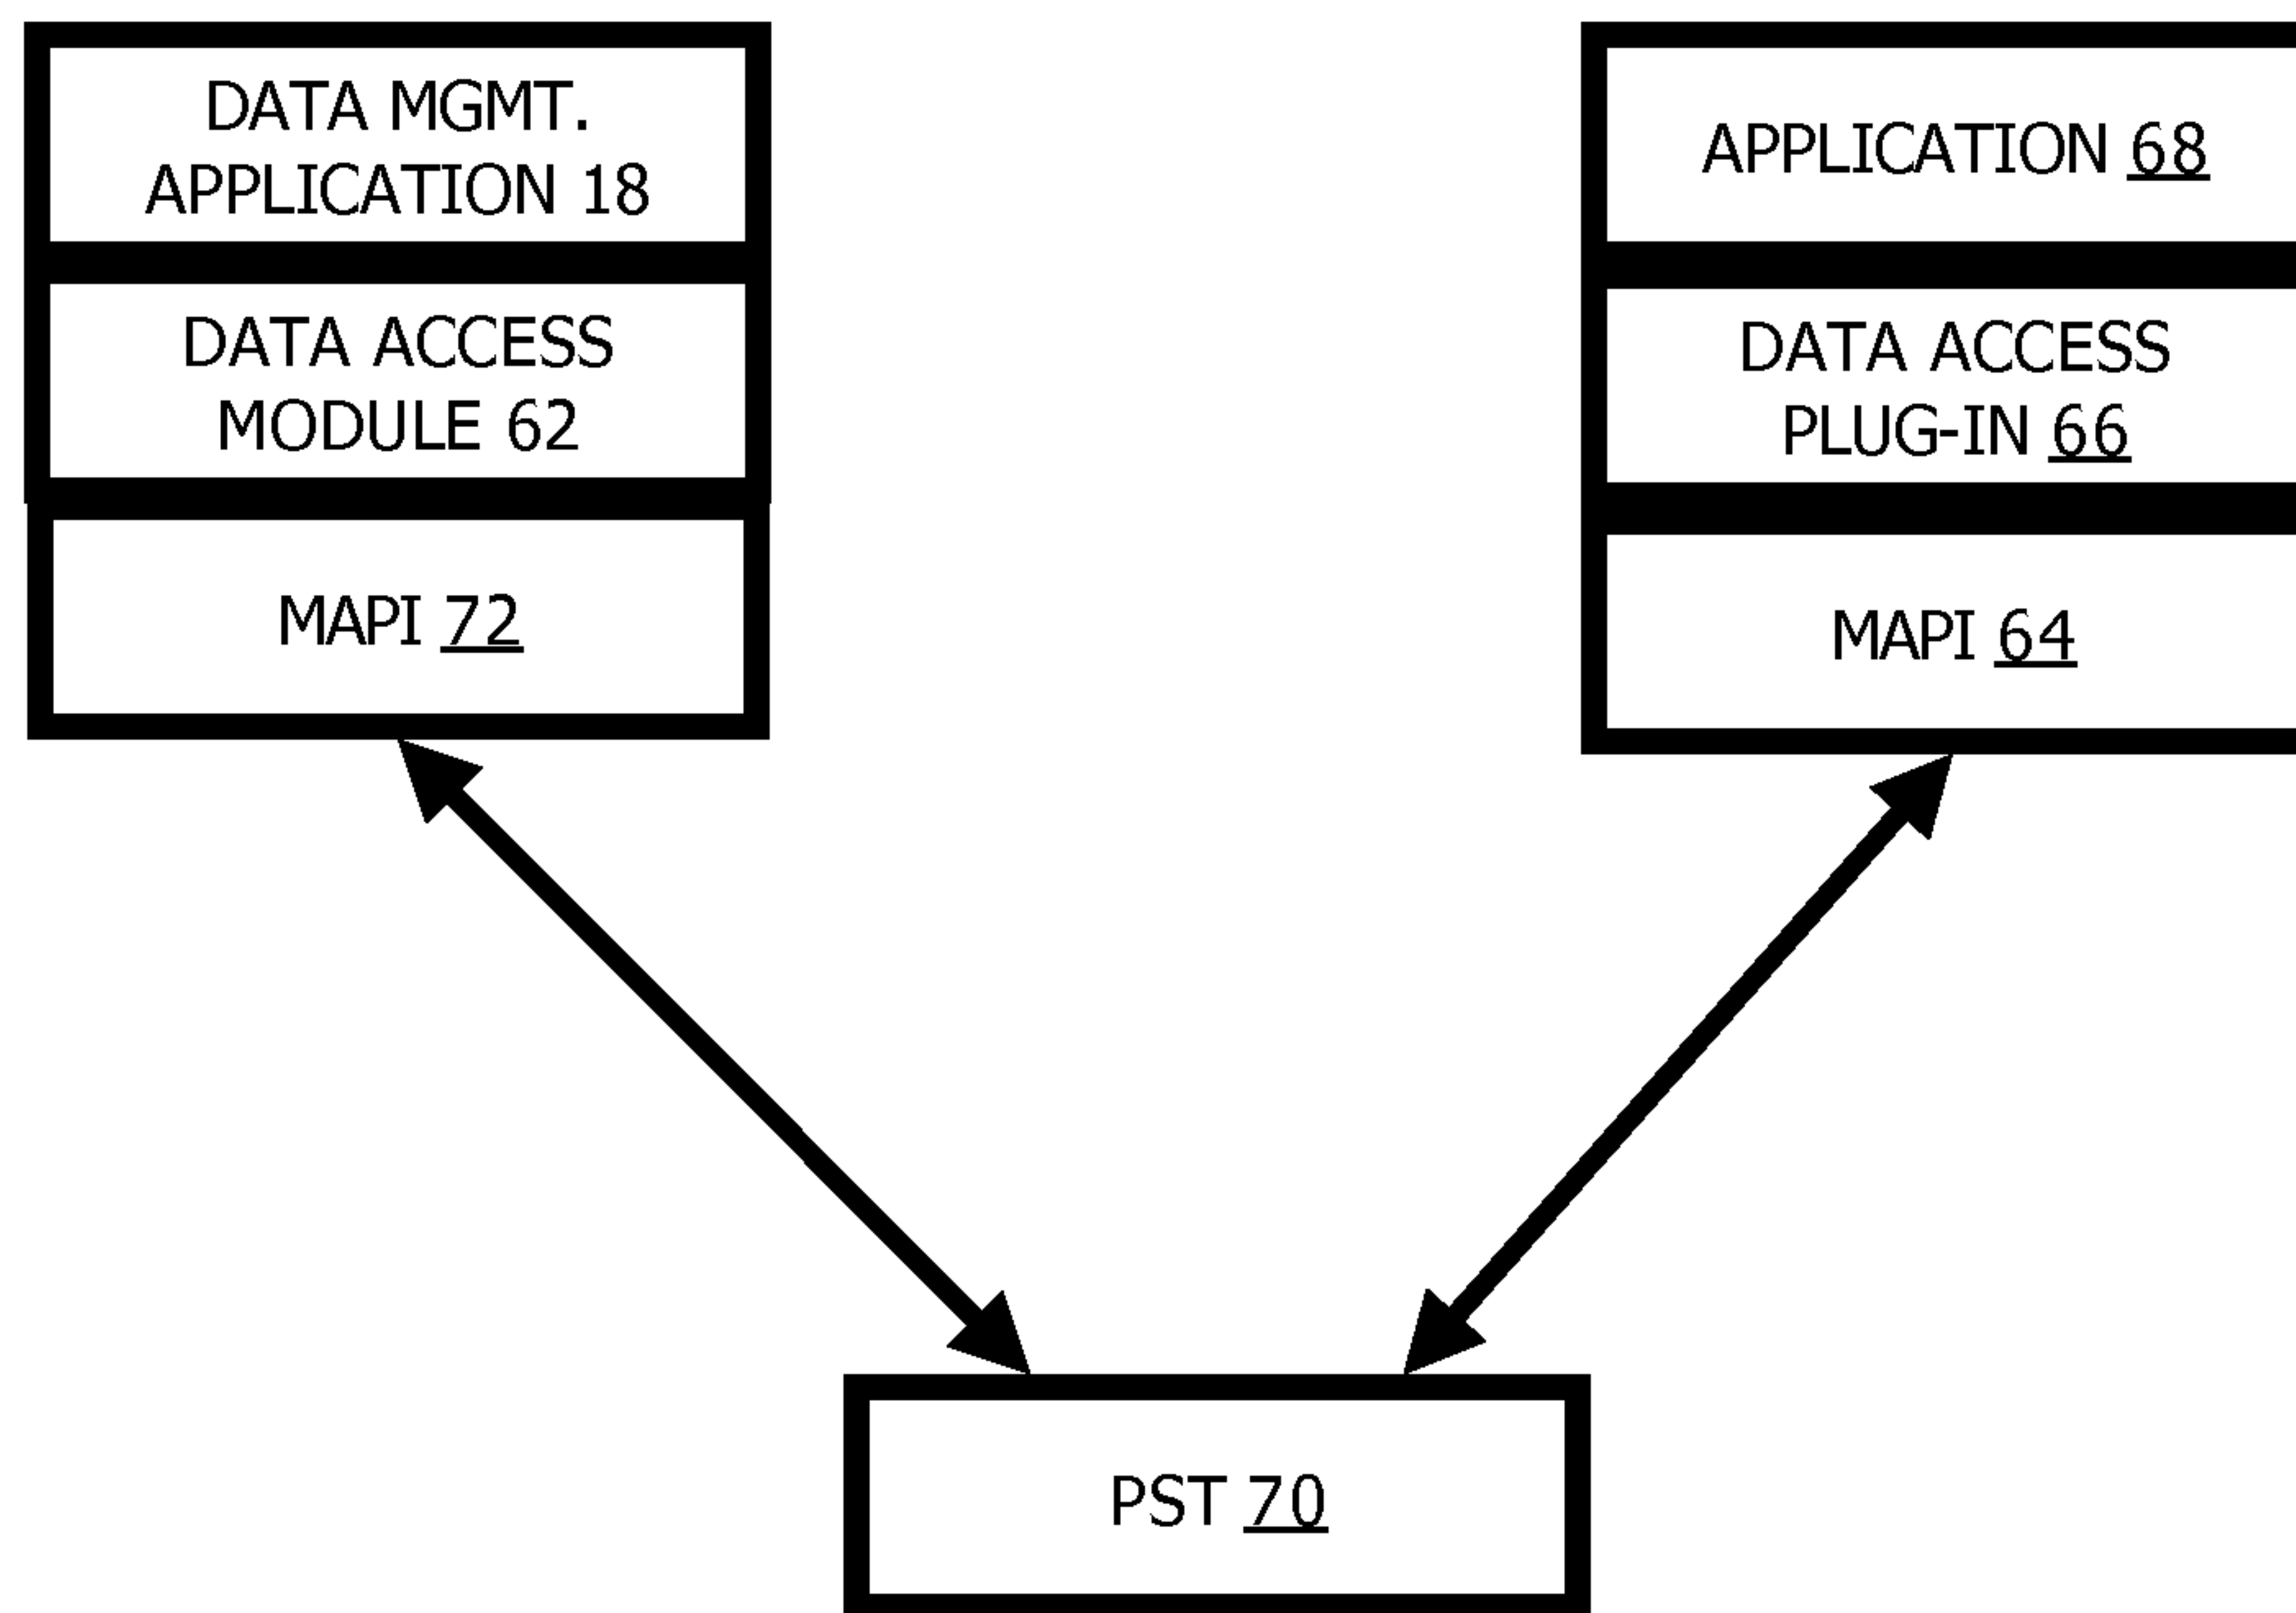 DATA MGMT.
APPLICATION 18
DATA ACCESS
MODULE 62
MAPI 72
APPLICATION 68
DATA ACCESS
PLUG-IN 66
MAPI 64
PST 70